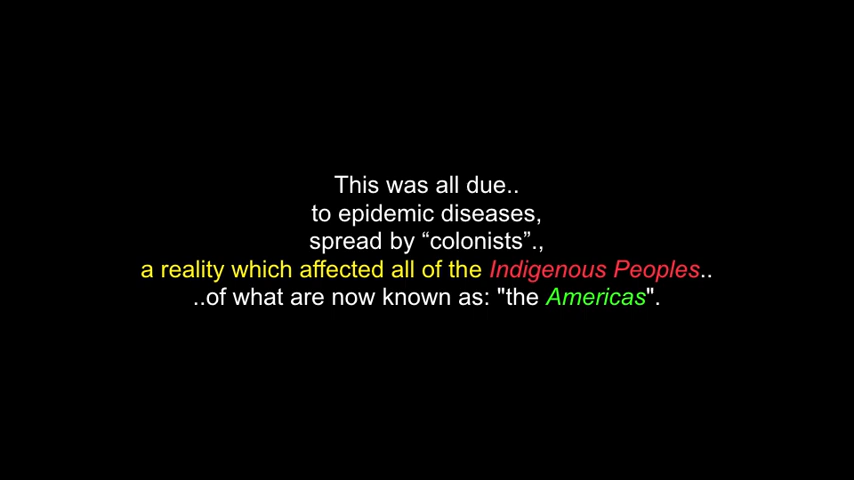 This was all due..
to epidemic diseases,
spread by “colonists”.,
a reality which affected all of the Indigenous Peoples..
..of what are now known as: "the Americas".